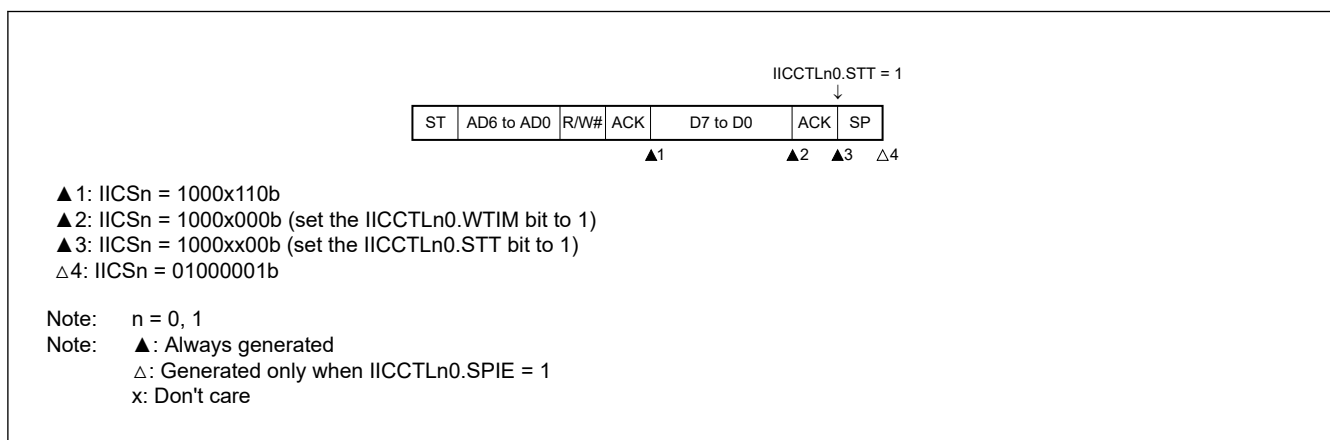 IICCTLn0.STT = 1
↓
ST AD6 to AD0 R/W# ACK D7 to D0 ACK SP
▲1 ▲2 ▲3 △4
▲1: IICSn = 1000x110b
▲2: IICSn = 1000x000b (set the IICCTLn0.WTIM bit to 1)
▲3: IICSn = 1000xx00b (set the IICCTLn0.STT bit to 1)
△4: IICSn = 01000001b
Note: n = 0, 1
Note: ▲: Always generated
△: Generated only when IICCTLn0.SPIE = 1
x: Don't care